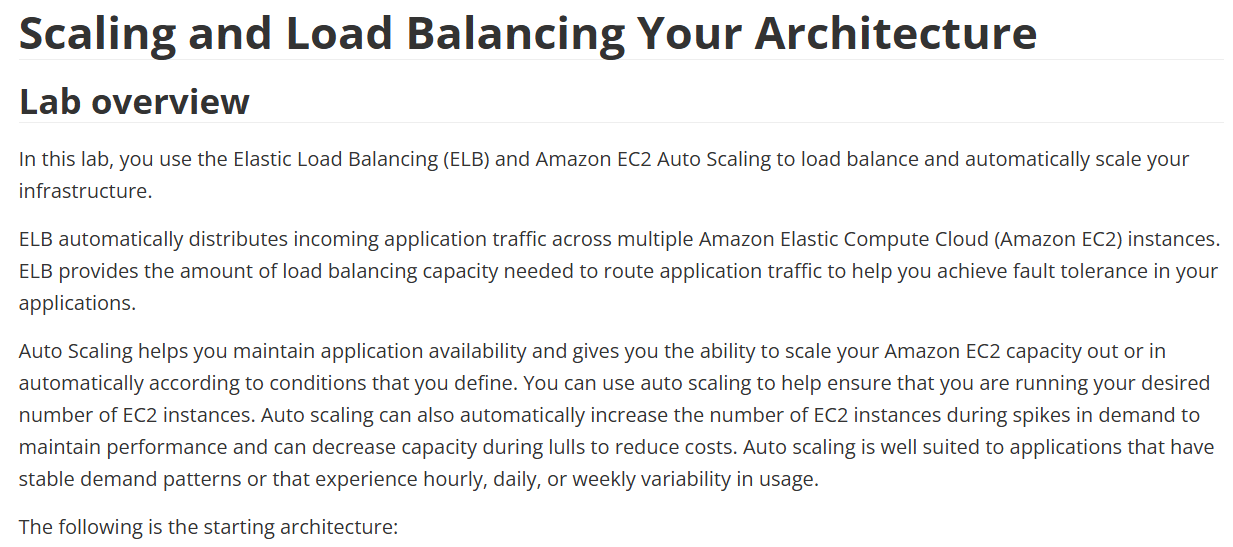 Scaling and Load Balancing Your Architecture
Lab overview
In this lab, you use the Elastic Load Balancing (ELB) and Amazon EC2 Auto Scaling to load balance and automatically scale your
infrastructure.
ELB automatically distributes incoming application traffic across multiple Amazon Elastic Compute Cloud (Amazon EC2) instances.
ELB provides the amount of load balancing capacity needed to route application traffic to help you achieve fault tolerance in your
applications.
Auto Scaling helps you maintain application availability and gives you the ability to scale your Amazon EC2 capacity out or in
automatically according to conditions that you define. You can use auto scaling to help ensure that you are running your desired
number of EC2 instances. Auto scaling can also automatically increase the number of EC2 instances during spikes in demand to
maintain performance and can decrease capacity during lulls to reduce costs. Auto scaling is well suited to applications that have
stable demand patterns or that experience hourly, daily, or weekly variability in usage.
The following is the starting architecture: